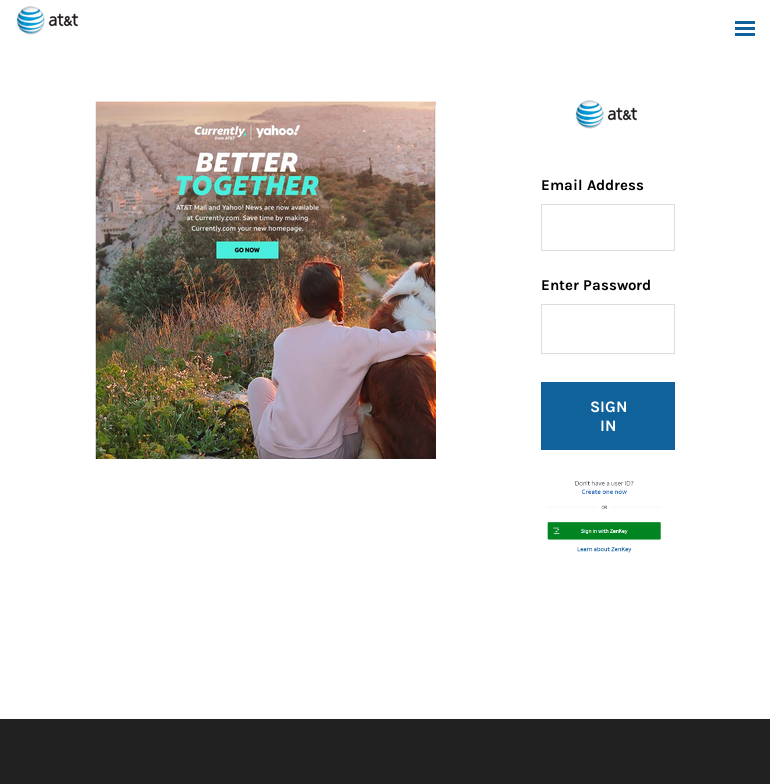 at&t
Currently, yahoo!
from AT&T
BETTER
TOGETHER
AT&T Mail and Yahoo! News are now available
at Currently.com. Save time by making
Currently.com your new homepage.
GO NOW
at&t
Email Address
Enter Password
SIGN
IN
Don't have a user ID?
Create one now
OR
Sign in with ZenKey
Learn about ZenKey